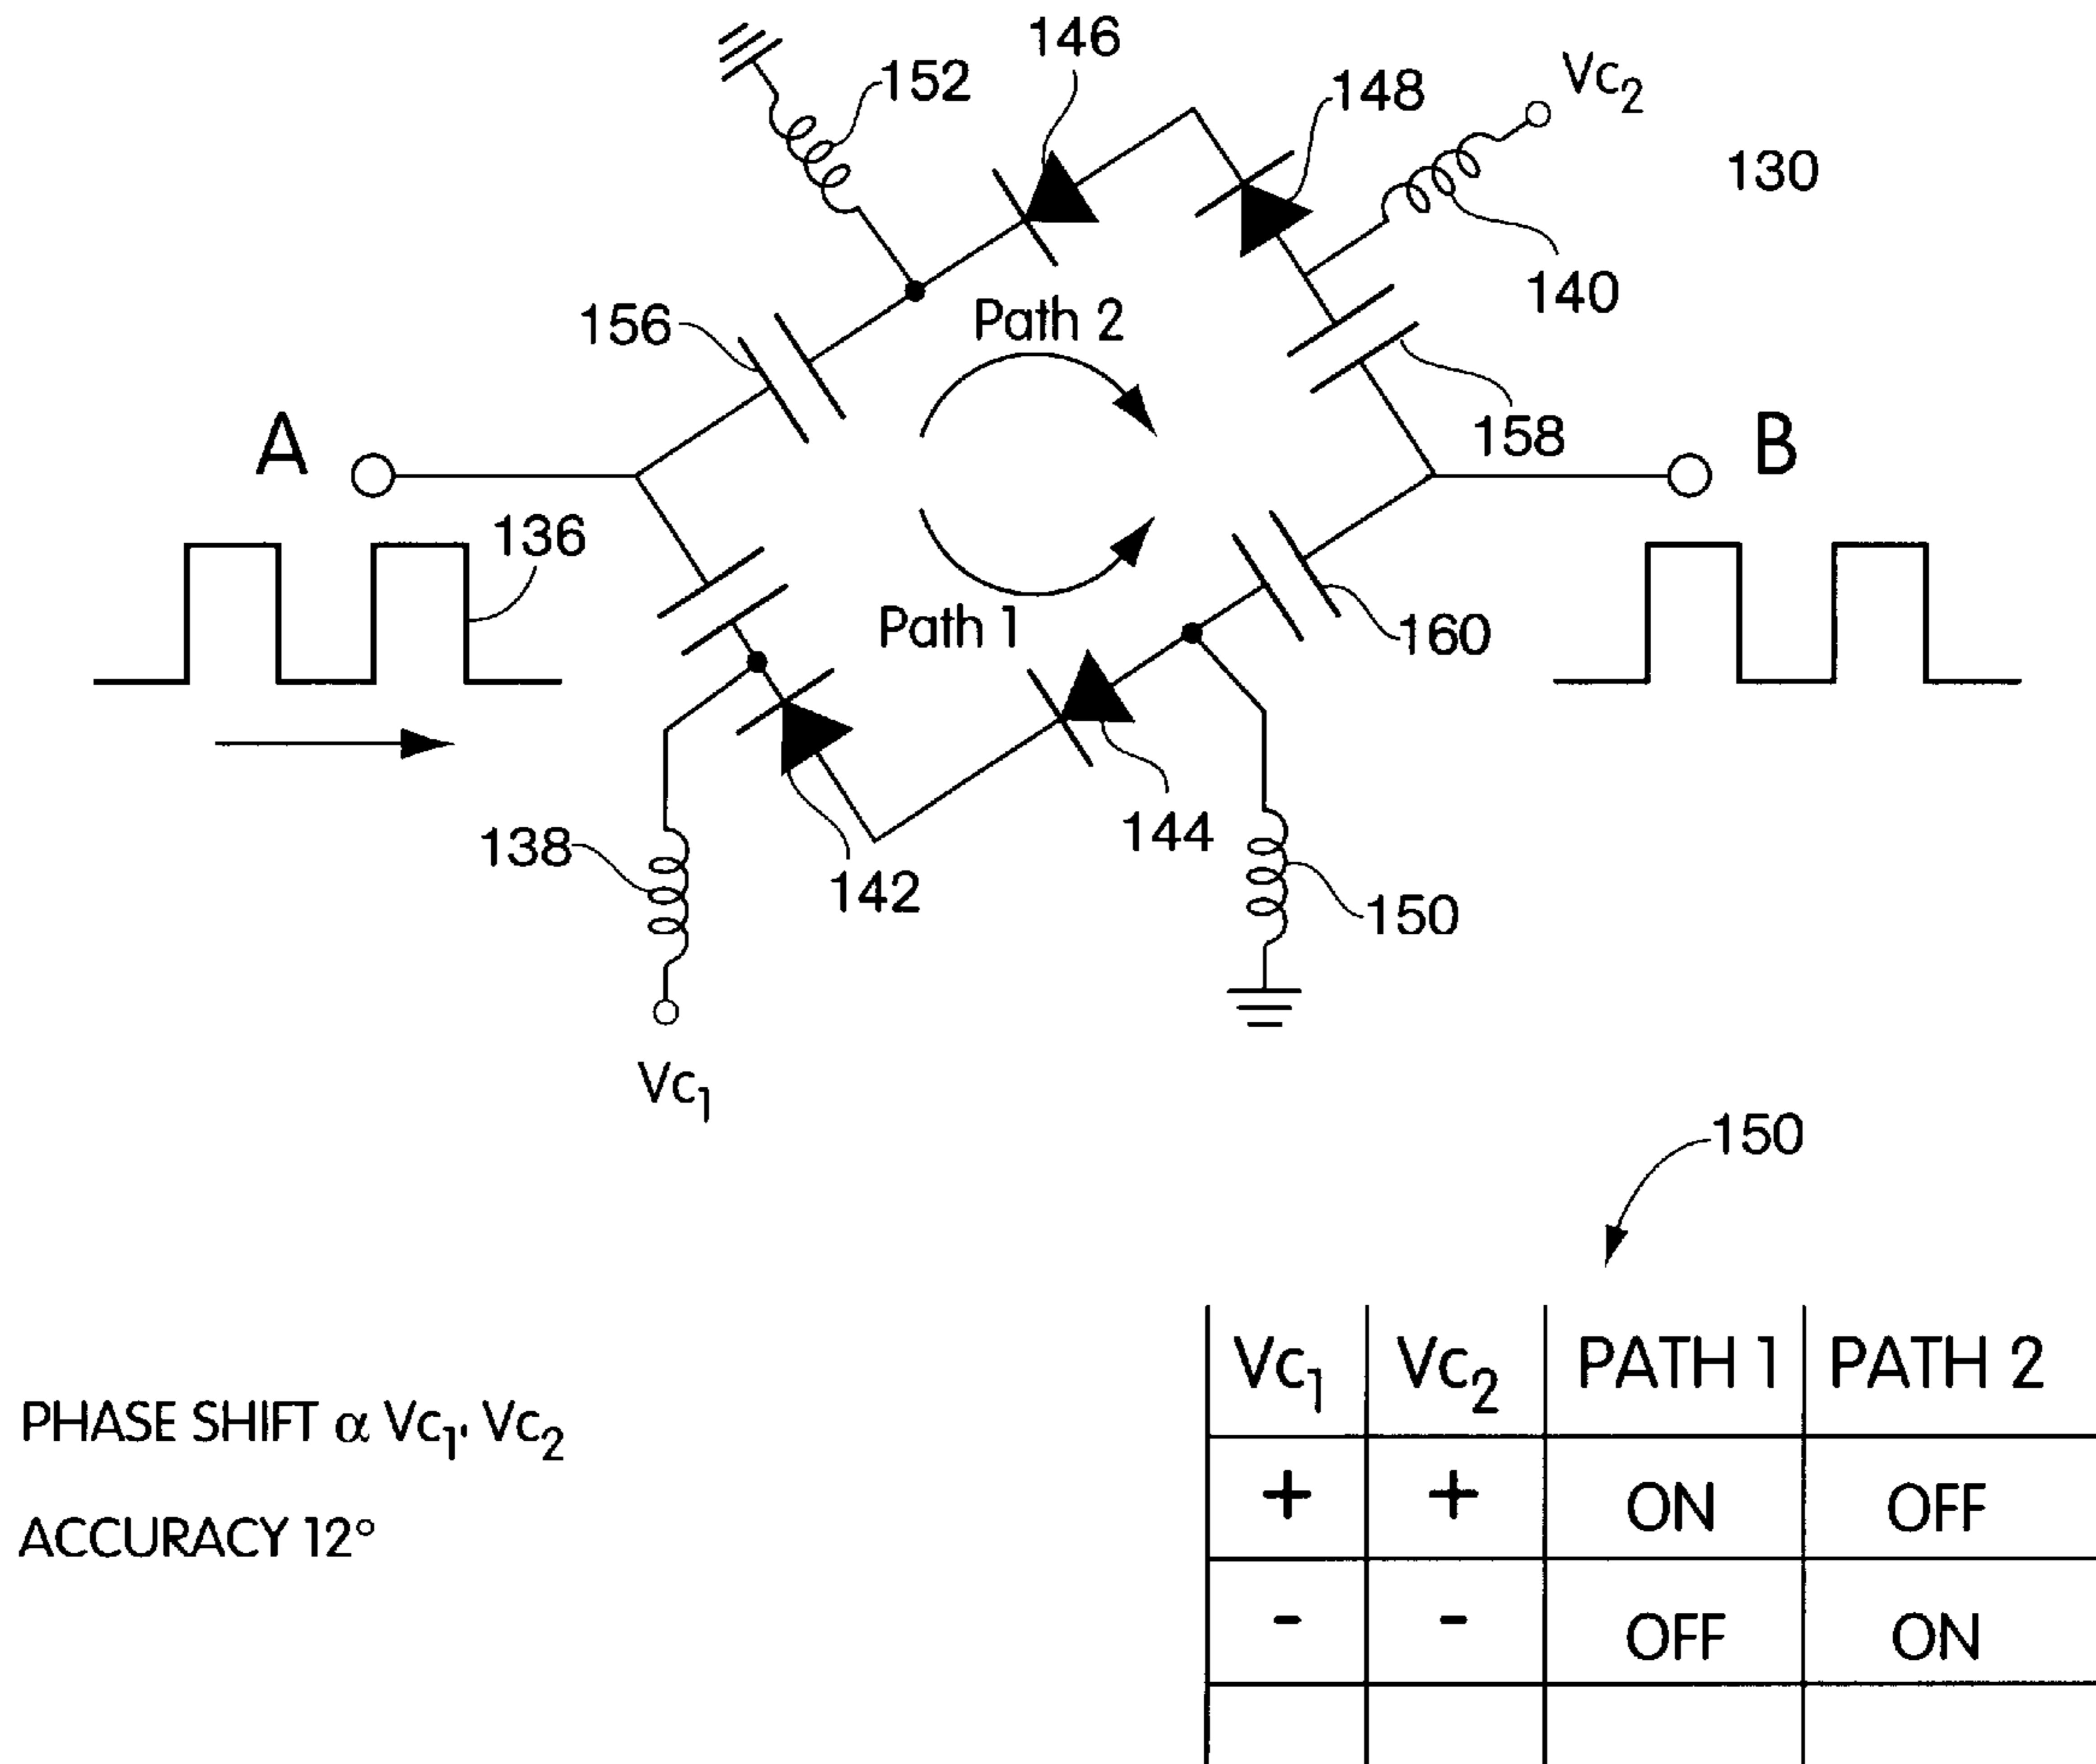 146
Vc2
152
148
130
140
156
Path 2
A
158
B
136
Path 1
160
138
144
142
150
Vc1
150
Vc1 Vc2 PATH 1 PATH 2
+ + ON OFF
- - OFF ON
PHASE SHIFT α Vc1, Vc2
ACCURACY 12°